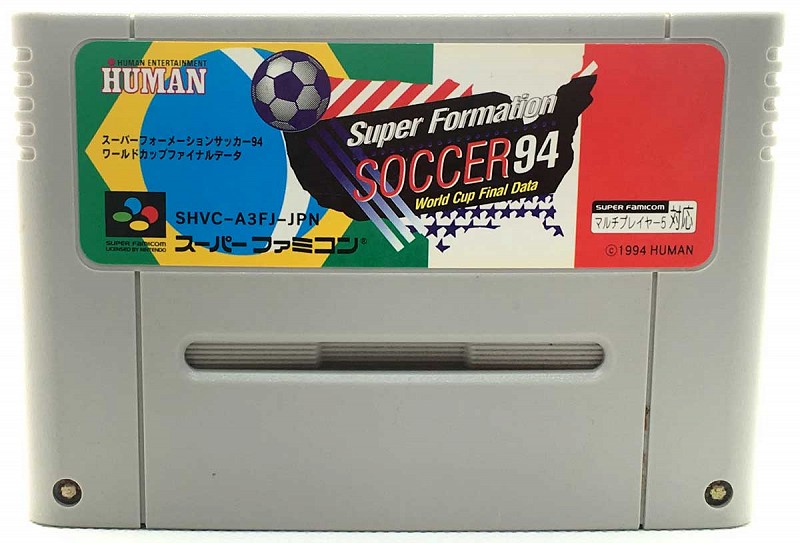 HUMAN ENTERTAINMENT
HUMAN
スーパーフォーメーションサッカー94
ワールドカップファイナルデータ
Super Formation
SOCCER 94
World Cup Final Data
SHVC-A3FJ-JPN
SUPER FAMICOM
LICENSED BY NINTENDO
スーパーファミコン®
SUPER FAMICOM
マルチプレイヤー5対応
©1994 HUMAN